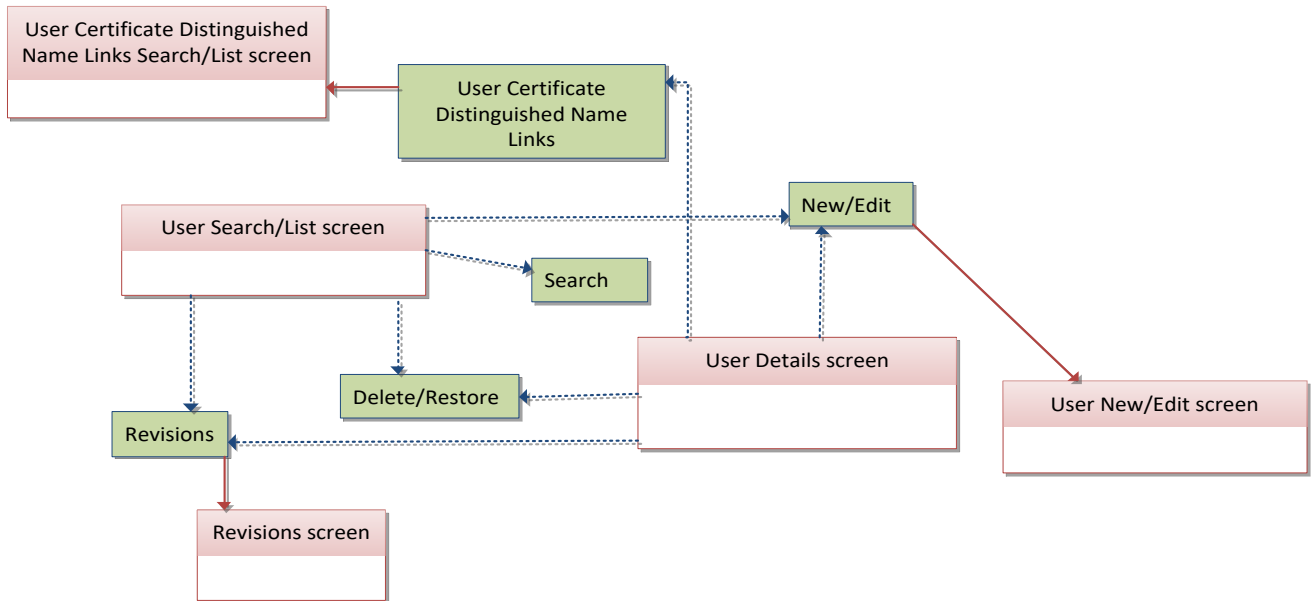 User Certificate Distinguished
Name Links Search/List screen
User Certificate
Distinguished Name
Links
New/Edit
User Search/List screen
Search
User Details screen
Delete/Restore
User New/Edit screen
Revisions
Revisions screen